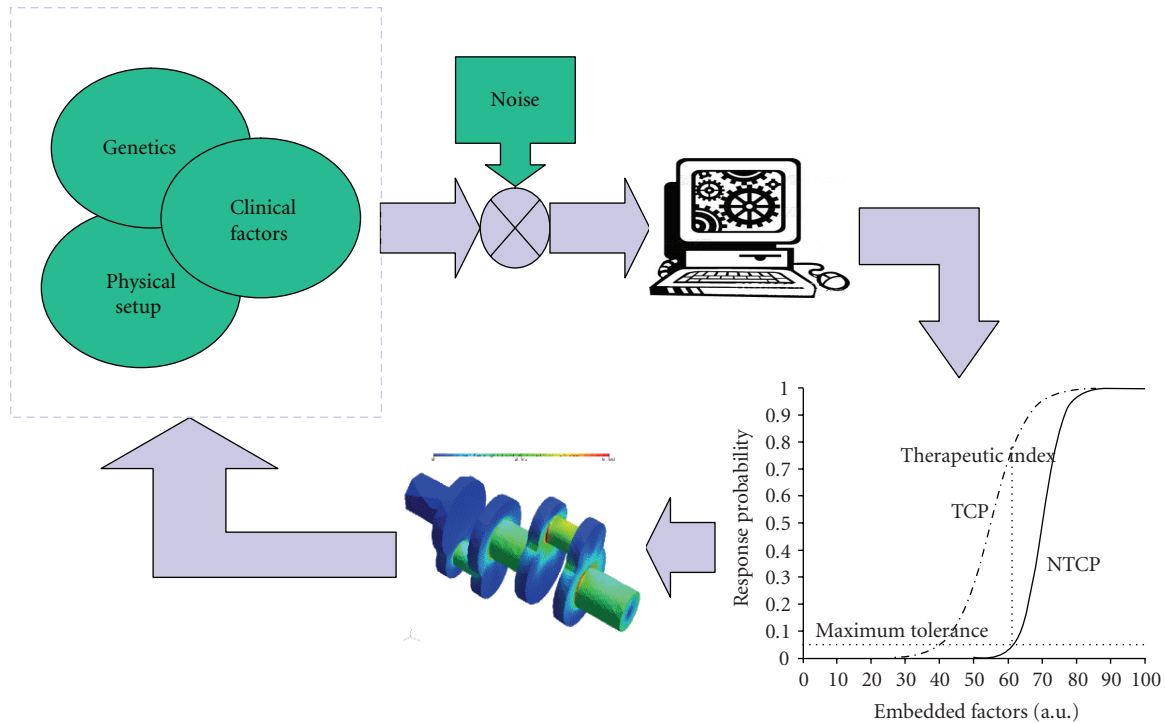 Noise
Genetics
Clinical
factors
Physical
setup
Response probability
1
0.9
0.8
0.7
0.6
0.5
0.4
0.3
0.2
0.1
0
Therapeutic index
TCP
NTCP
Maximum tolerance
0 10 20 30 40 50 60 70 80 90 100
Embedded factors (a.u.)